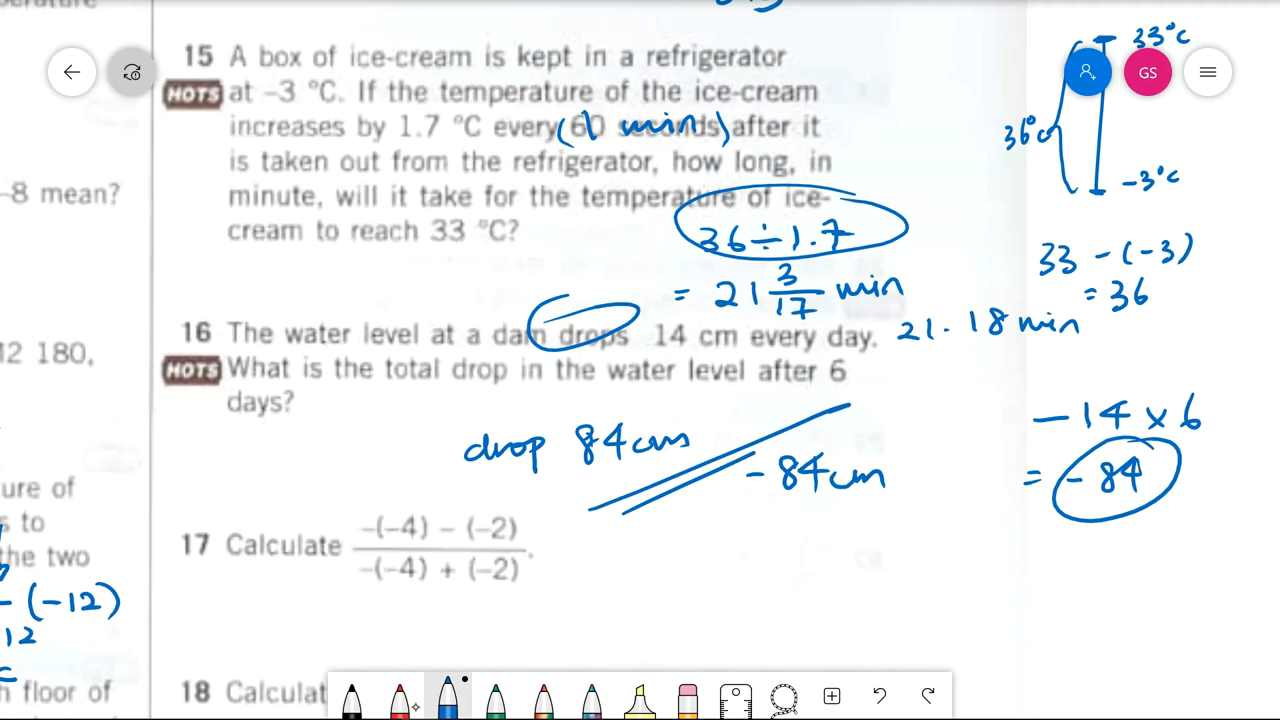 15 A box of ice-cream is kept in a refrigerator
HOTS at −3 °C. If the temperature of the ice-cream
increases by 1.7 °C every 60 seconds after it
(1 min)
is taken out from the refrigerator, how long, in
minute, will it take for the temperature of ice-
cream to reach 33 °C?
36 ÷ 1.7
= 21 3/17 min
21.18 min
33°C
GS
36°C
-3°C
33 - (-3)
= 36
16 The water level at a dam drops 14 cm every day.
HOTS What is the total drop in the water level after 6
days?
drop 84 cm
- 84 cm
- 14 × 6
= - 84
17 Calculate −(−4) − (−2) / −(−4) + (−2) .
18 Calculat
-8 mean?
12 180,
ure of
s to
the two
- (-12)
12
c
h floor of